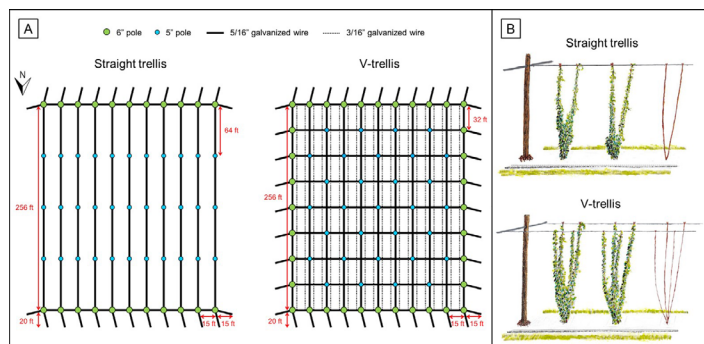 A
6" pole
5" pole
5/16" galvanized wire
3/16" galvanized wire
Straight trellis
V-trellis
N
64 ft
256 ft
20 ft
15 ft
15 ft
32 ft
256 ft
20 ft
15 ft
15 ft
B
Straight trellis
V-trellis